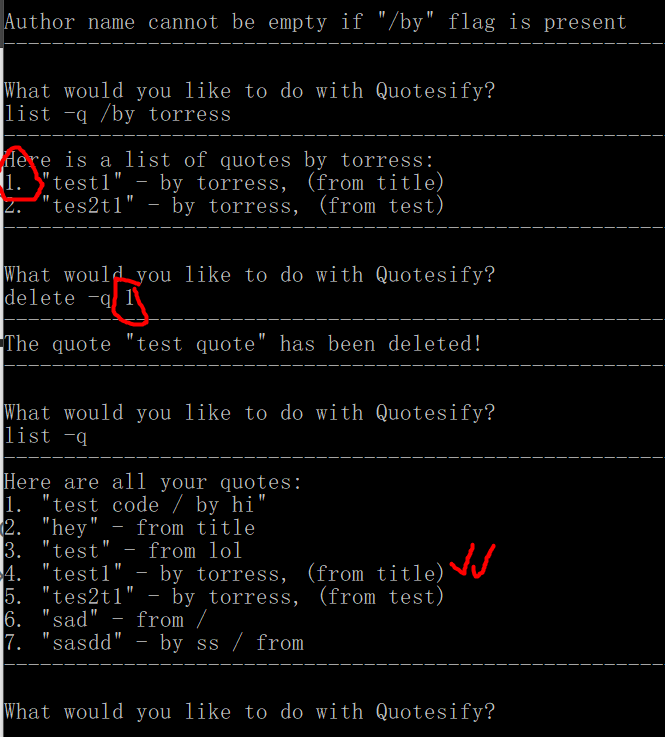 Author name cannot be empty if "/by" flag is present
What would you like to do with Quotesify?
list -q /by torress
Here is a list of quotes by torress:
1. "test1" - by torress, (from title)
2. "tes2t1" - by torress, (from test)
What would you like to do with Quotesify?
delete -q 1
The quote "test quote" has been deleted!
What would you like to do with Quotesify?
list -q
Here are all your quotes:
1. "test code / by hi"
2. "hey" - from title
3. "test" - from lol
4. "test1" - by torress, (from title)
5. "tes2t1" - by torress, (from test)
6. "sad" - from /
7. "sasdd" - by ss / from
What would you like to do with Quotesify?